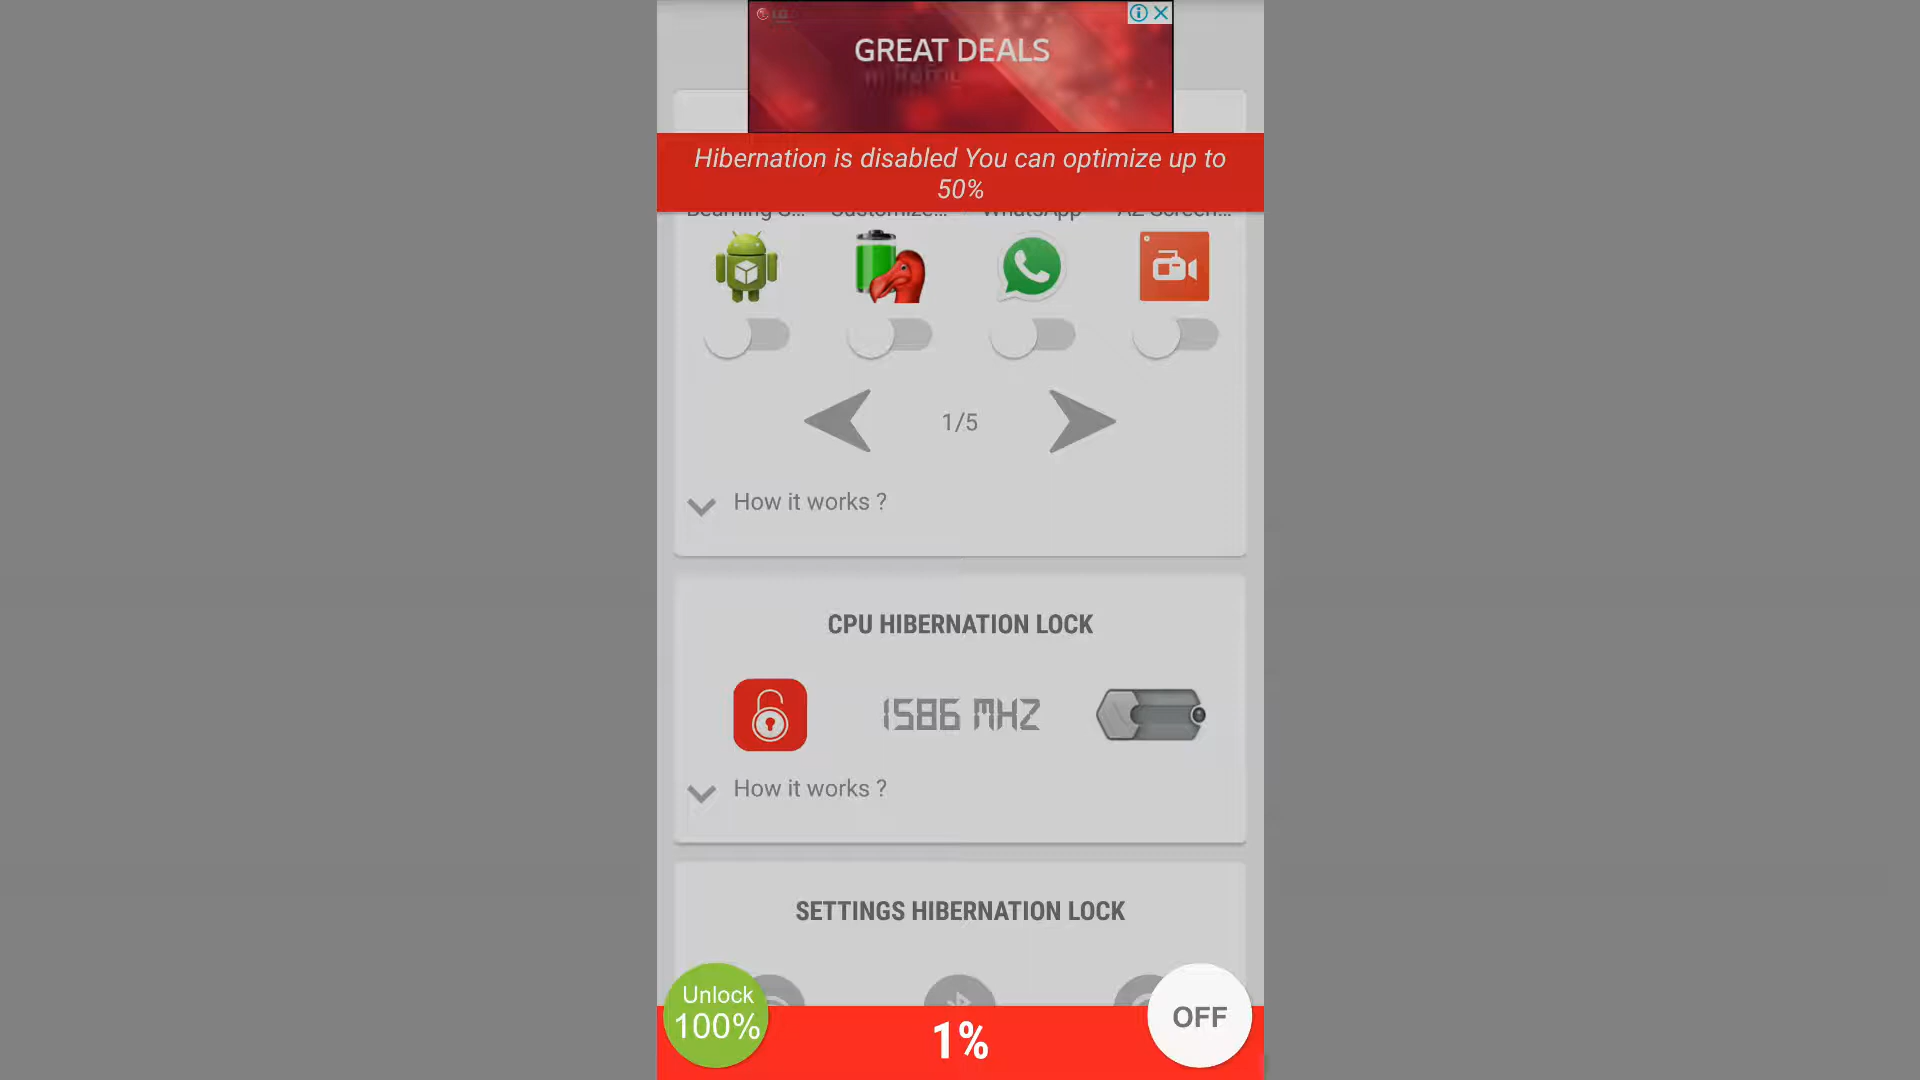 GREAT DEALS
Hibernation is disabled You can optimize up to
50%
WhatsApp
1/5
How it works ?
CPU HIBERNATION LOCK
1586 MHZ
How it works ?
SETTINGS HIBERNATION LOCK
Unlock
100%
1%
OFF